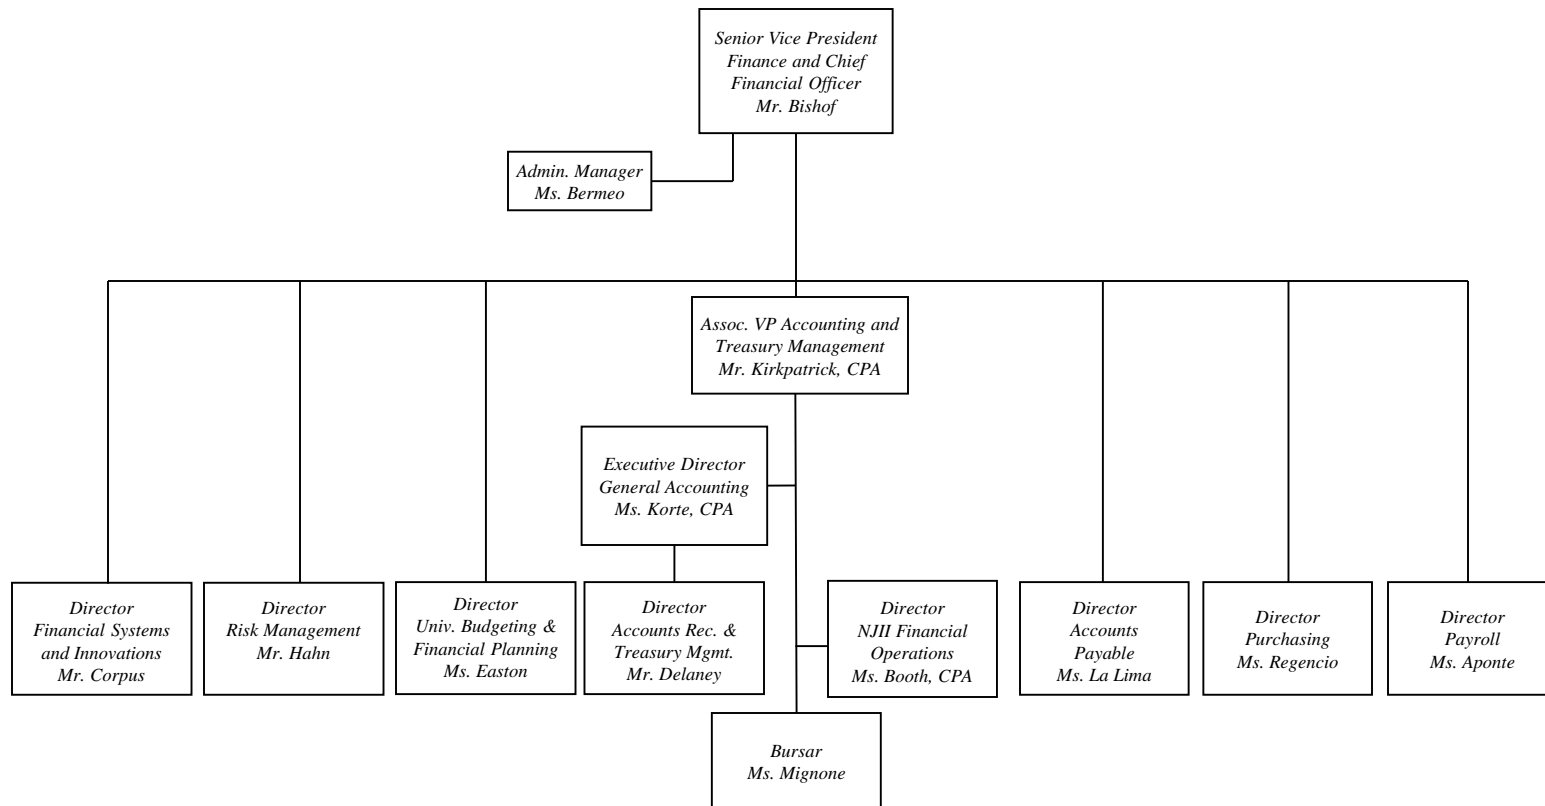 Senior Vice President
Finance and Chief
Financial Officer
Mr. Bishof
Admin. Manager
Ms. Bermeo
Assoc. VP Accounting and
Treasury Management
Mr. Kirkpatrick, CPA
Executive Director
General Accounting
Ms. Korte, CPA
Director
Financial Systems
and Innovations
Mr. Corpus
Director
Risk Management
Mr. Hahn
Director
Univ. Budgeting &
Financial Planning
Ms. Easton
Director
Accounts Rec. &
Treasury Mgmt.
Mr. Delaney
Director
NJII Financial
Operations
Ms. Booth, CPA
Director
Accounts
Payable
Ms. La Lima
Director
Purchasing
Ms. Regencio
Director
Payroll
Ms. Aponte
Bursar
Ms. Mignone